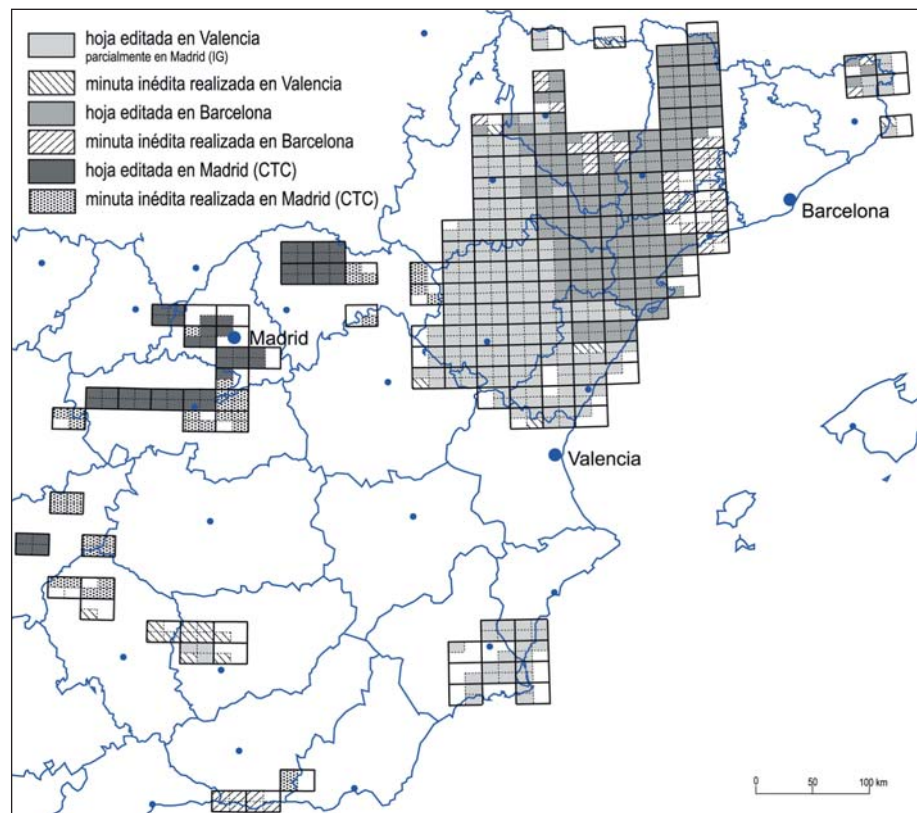 hoja editada en Valencia
parcialmente en Madrid (IG)
minuta inédita realizada en Valencia
hoja editada en Barcelona
minuta inédita realizada en Barcelona
hoja editada en Madrid (CTC)
minuta inédita realizada en Madrid (CTC)
Barcelona
Madrid
Valencia
0 50 100 km